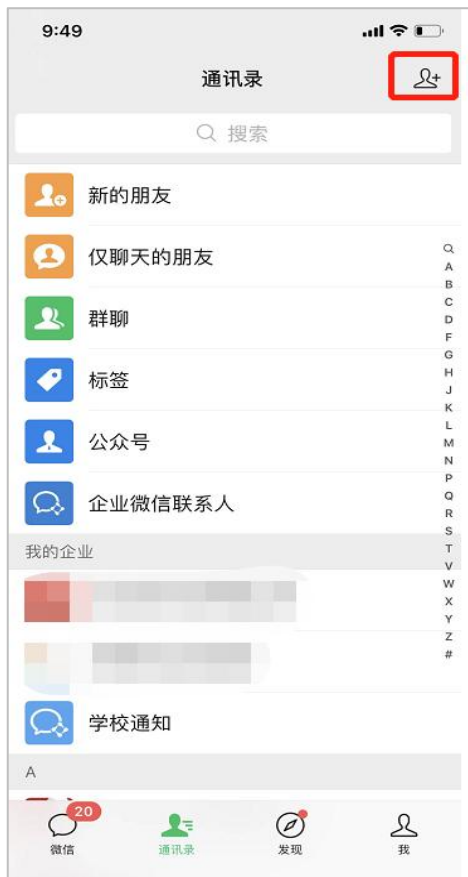 9:49
通讯录
搜索
新的朋友
仅聊天的朋友
群聊
标签
公众号
企业微信联系人
我的企业
学校通知
A
A
B
C
D
F
G
H
J
K
L
M
N
P
Q
R
S
T
V
W
X
Y
Z
#
20
微信
通讯录
发现
我